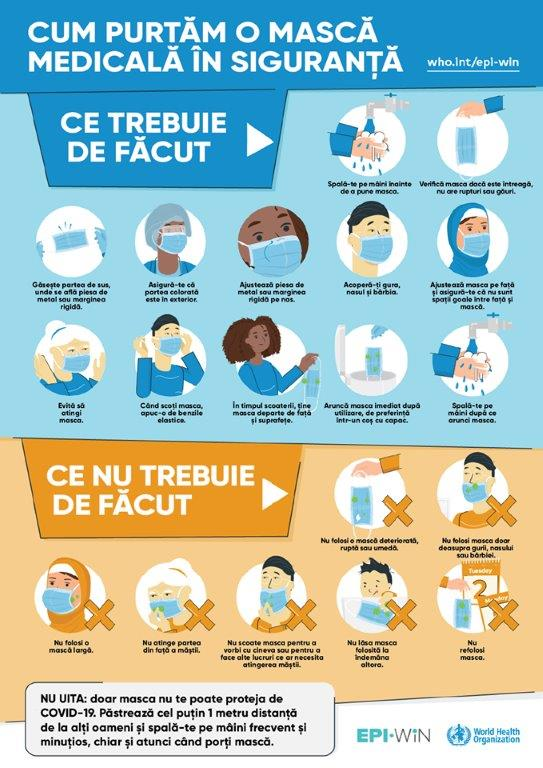 CUM PURTĂM O MASCĂ
MEDICALĂ ÎN SIGURANȚĂ
who.int/epi-win
CE TREBUIE
DE FĂCUT
Spală-te pe mâini înainte
de a pune masca.
Verifică masca dacă este întreagă,
nu are rupturi sau găuri.
Găsește partea de sus,
unde se află piesa de
metal sau marginea
rigidă.
Asigură-te că
partea colorată
este în exterior.
Ajustează piesa de
metal sau marginea
rigidă pe nas.
Acoperă-ți gura,
nasul și bărbia.
Ajustează masca pe față
și asigură-te că nu sunt
spații goale între față și
mască.
Evită să
atingi
masca.
Când scoți masca,
apuc-o de benzile
elastice.
În timpul scoaterii, ține
masca departe de față
și suprafețe.
Aruncă masca imediat după
utilizare, de preferință
într-un coș cu capac.
Spală-te pe
mâini după ce
arunci masca.
CE NU TREBUIE
DE FĂCUT
Nu folosi o mască deteriorată,
ruptă sau umedă.
Nu folosi masca doar
deasupra gurii, nasului
sau bărbiei.
Nu folosi o
mască largă.
Nu atinge partea
din față a măștii.
Nu scoate masca pentru a
vorbi cu cineva sau pentru a
face alte lucruri ce ar necesita
atingerea măștii.
Nu lăsa masca
folosită la
îndemâna
altora.
Tuesday
2
Monday
Nu
refolosi
masca.
NU UITA: doar masca nu te poate proteja de
COVID-19. Păstrează cel puțin 1 metru distanță
de la alți oameni și spală-te pe mâini frecvent și
minuțios, chiar și atunci când porți mască.
EPI-WiN
World Health
Organization